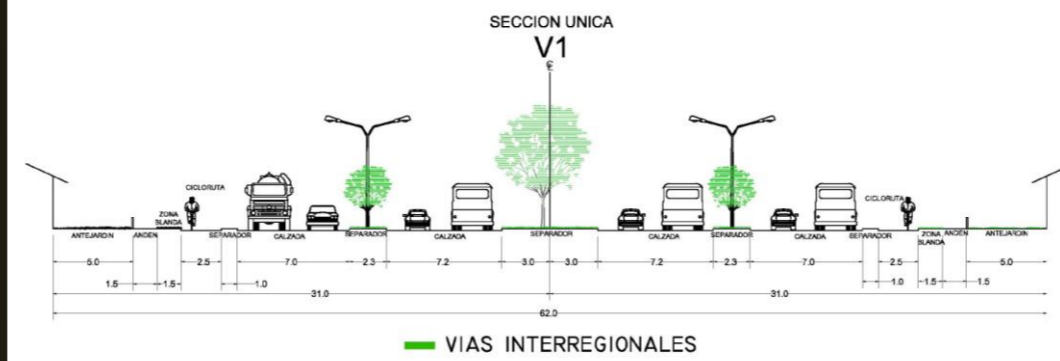 SECCION UNICA
V1
CICLORUTA
CICLORUTA
ZONA
BLANDA
ANTEJARDIN ANDEN SEPARADOR CALZADA SEPARADOR CALZADA SEPARADOR CALZADA SEPARADOR CALZADA SEPARADOR ZONA BLANDA ANDEN ANTEJARDIN
5.0 2.5 7.0 2.3 7.2 3.0 3.0 7.2 2.3 7.0 2.5 5.0
1.5 1.5 1.0 1.0 1.5 1.5
31.0 31.0
62.0
VIAS INTERREGIONALES